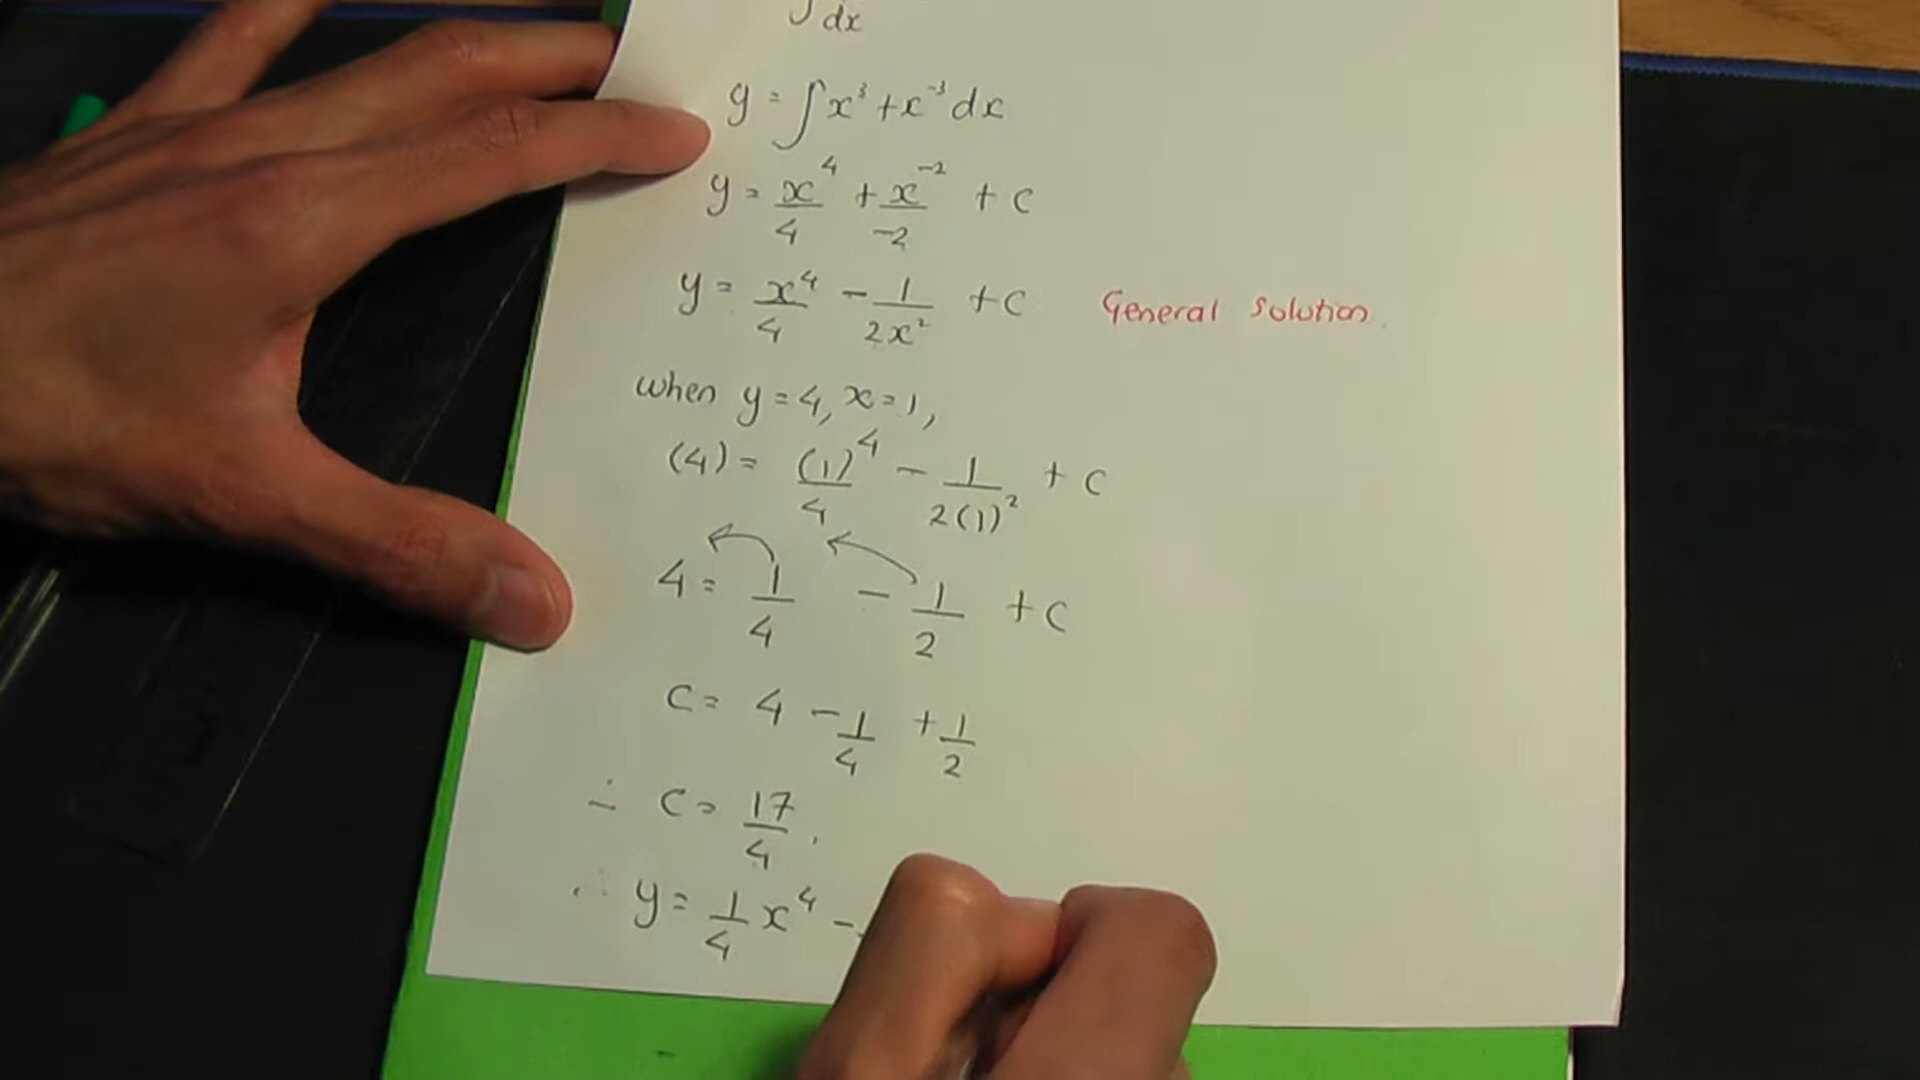 ∫ dx
y = ∫ x³ + x⁻³ dx
y = x⁴/4 + x⁻²/-2 + c
y = x⁴/4 - 1/2x² + c General Solution.
when y = 4, x = 1,
(4) = (1)⁴/4 - 1/2(1)² + c
4 = 1/4 - 1/2 + c
c = 4 - 1/4 + 1/2
∴ c = 17/4.
∴ y = 1/4 x⁴ -